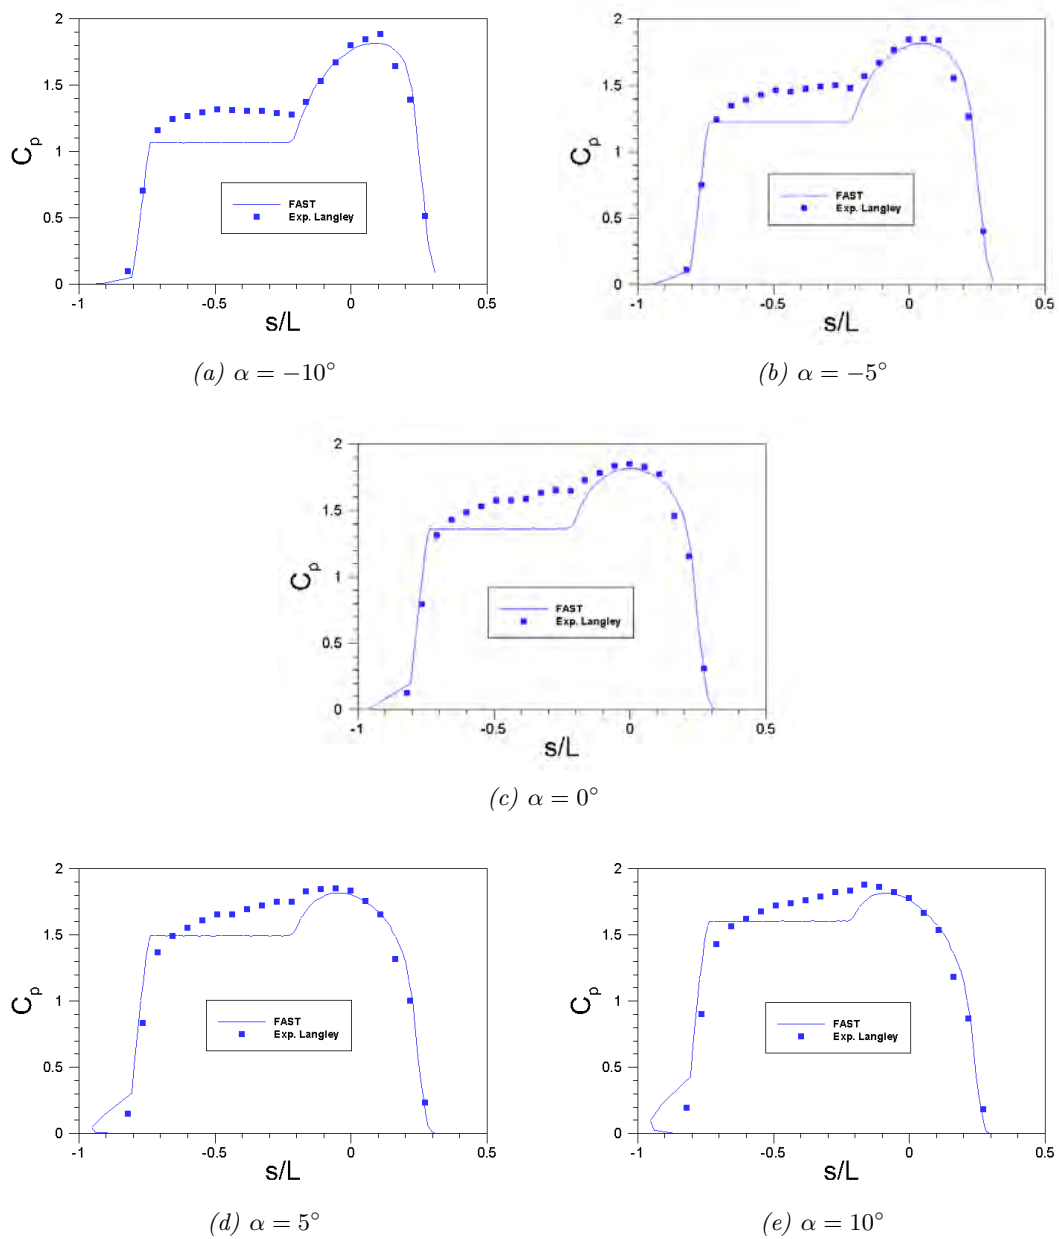 2
1.5
1
0.5
0
C_p
-1
-0.5
0
0.5
s/L
FAST
Exp. Langley
(a) α = −10°
2
1.5
1
0.5
0
C_p
-1
-0.5
0
0.5
s/L
FAST
Exp. Langley
(b) α = −5°
2
1.5
1
0.5
0
C_p
-1
-0.5
0
0.5
s/L
FAST
Exp. Langley
(c) α = 0°
2
1.5
1
0.5
0
C_p
-1
-0.5
0
0.5
s/L
FAST
Exp. Langley
(d) α = 5°
2
1.5
1
0.5
0
C_p
-1
-0.5
0
0.5
s/L
FAST
Exp. Langley
(e) α = 10°